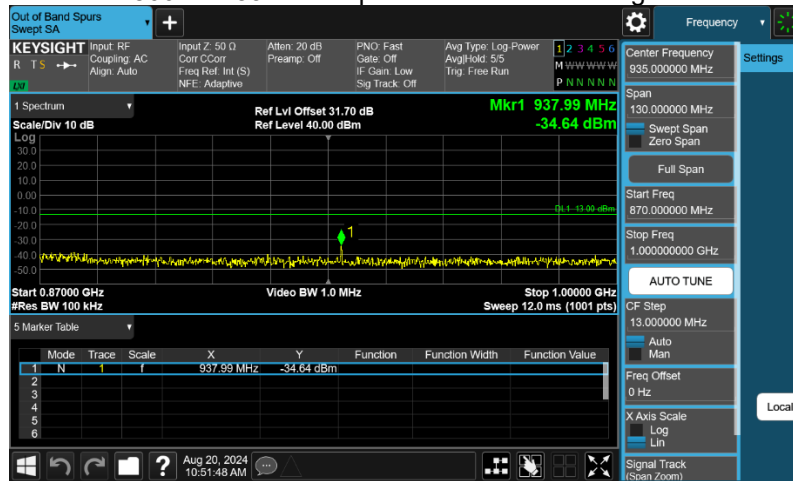 Out of Band Spurs
Swept SA
+
Frequency
KEYSIGHT
R T S
LXI
Input: RF
Coupling: AC
Align: Auto
Input Z: 50 Ω
Corr CCorr
Freq Ref: Int (S)
NFE: Adaptive
Atten: 20 dB
Preamp: Off
PNO: Fast
Gate: Off
IF Gain: Low
Sig Track: Off
Avg Type: Log-Power
Avg|Hold: 5/5
Trig: Free Run
1 2 3 4 5 6
M W W W W W
P N N N N N
1 Spectrum
Scale/Div 10 dB
Log
Ref Lvl Offset 31.70 dB
Ref Level 40.00 dBm
Mkr1 937.99 MHz
-34.64 dBm
30.0
20.0
10.0
0.00
-10.0
-20.0
-30.0
-40.0
-50.0
DL1 -13.00 dBm
1
Start 0.87000 GHz
#Res BW 100 kHz
Video BW 1.0 MHz
Stop 1.00000 GHz
Sweep 12.0 ms (1001 pts)
5 Marker Table
Mode Trace Scale X Y Function Function Width Function Value
1 N 1 f 937.99 MHz -34.64 dBm
2
3
4
5
6
Aug 20, 2024
10:51:48 AM
?
Center Frequency
935.000000 MHz
Span
130.000000 MHz
Swept Span
Zero Span
Full Span
Start Freq
870.000000 MHz
Stop Freq
1.000000000 GHz
AUTO TUNE
CF Step
13.000000 MHz
Auto
Man
Freq Offset
0 Hz
X Axis Scale
Log
Lin
Signal Track
(Span Zoom)
Settings
Local